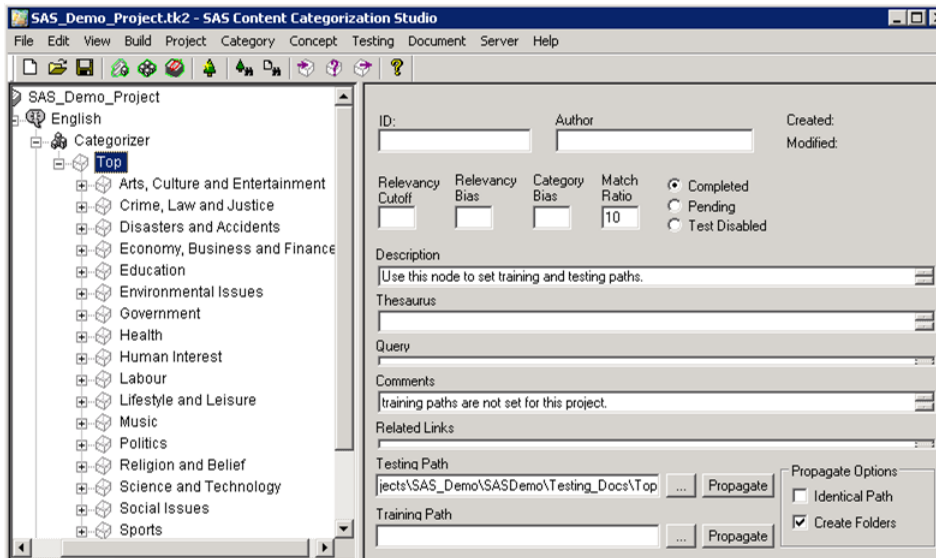 SAS_Demo_Project.tk2 - SAS Content Categorization Studio
File Edit View Build Project Category Concept Testing Document Server Help
SAS_Demo_Project
English
Categorizer
Top
Arts, Culture and Entertainment
Crime, Law and Justice
Disasters and Accidents
Economy, Business and Finance
Education
Environmental Issues
Government
Health
Human Interest
Labour
Lifestyle and Leisure
Music
Politics
Religion and Belief
Science and Technology
Social Issues
Sports
ID: Author Created:
Modified:
Relevancy Cutoff Relevancy Bias Category Bias Match Ratio
10
Completed
Pending
Test Disabled
Description
Use this node to set training and testing paths.
Thesaurus
Query
Comments
training paths are not set for this project.
Related Links
Testing Path
jects\SAS_Demo\SASDemo\Testing_Docs\Top ... Propagate
Training Path
... Propagate
Propagate Options
Identical Path
Create Folders